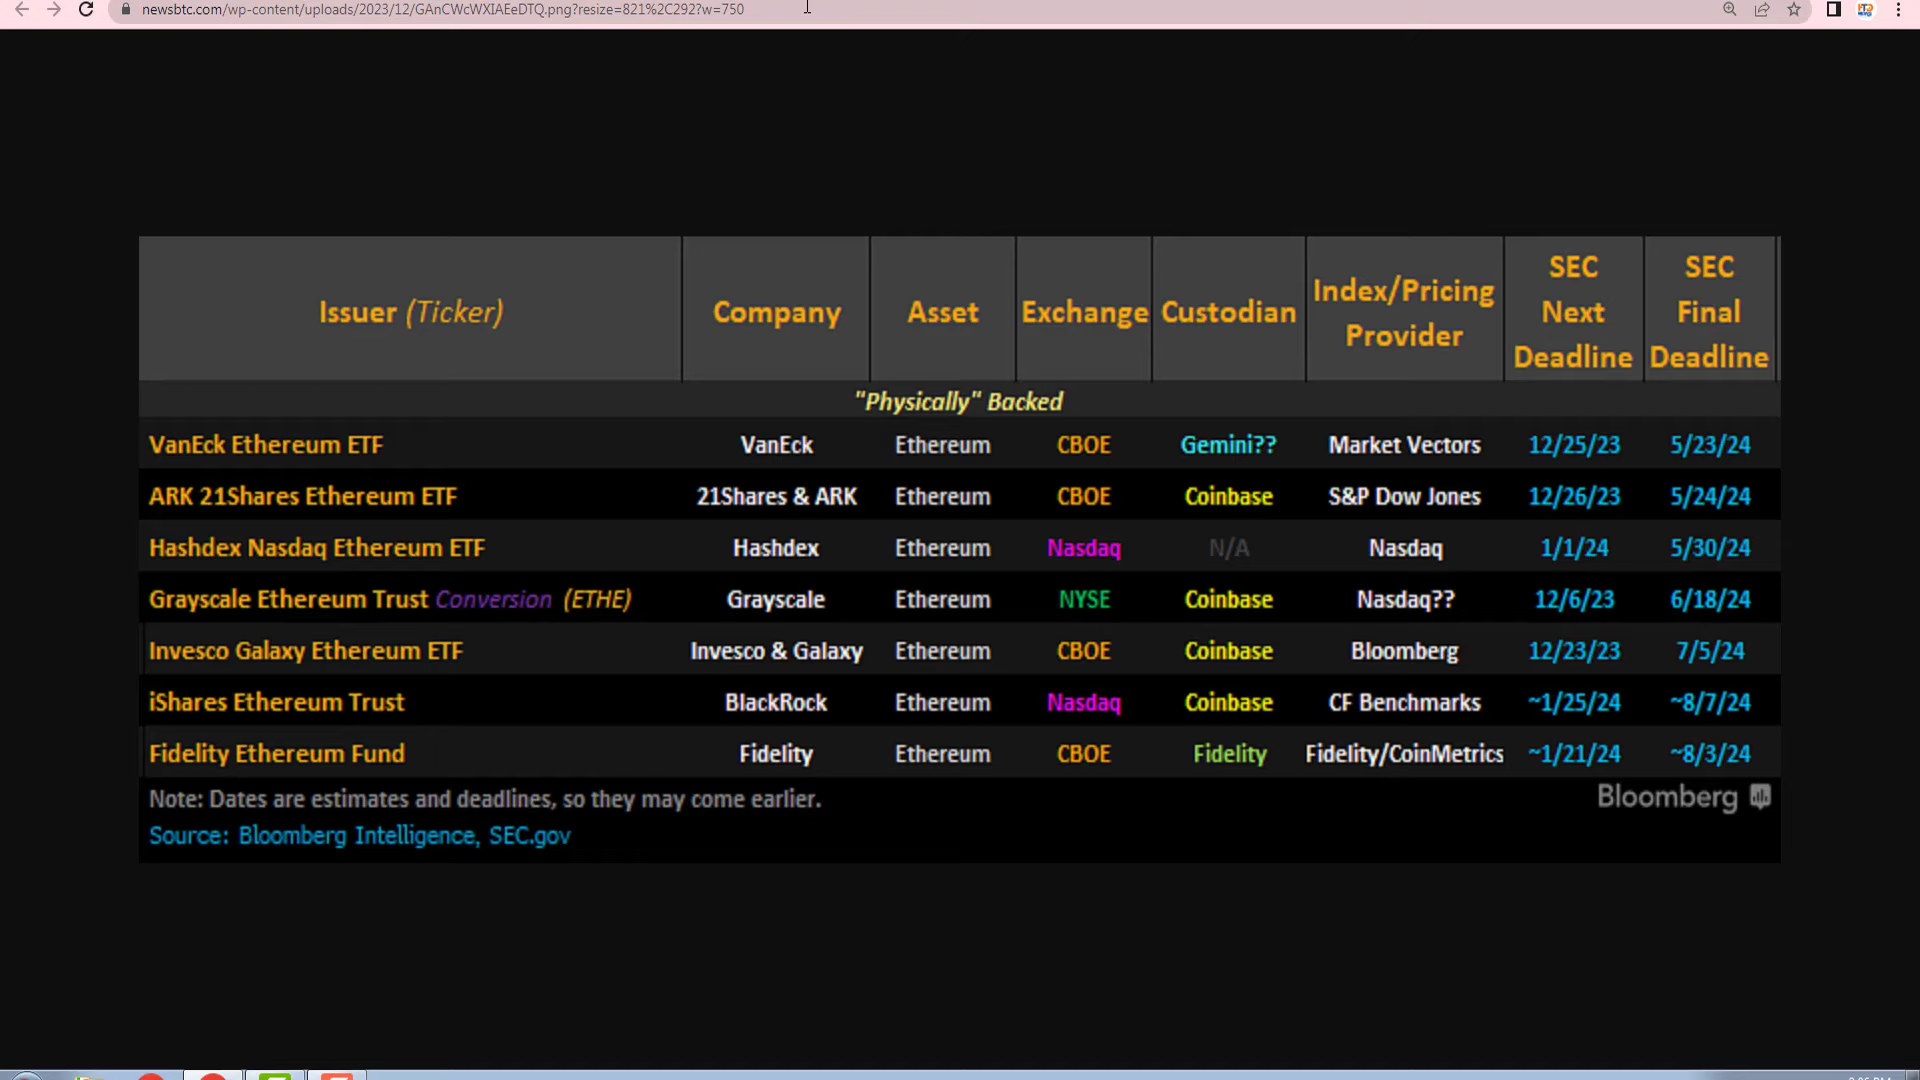 newsbtc.com/wp-content/uploads/2023/12/GAnCWcWXIAEeDTQ.png?resize=821%2C292?w=750
Issuer (Ticker) Company Asset Exchange Custodian Index/Pricing Provider SEC Next Deadline SEC Final Deadline
"Physically" Backed
VanEck Ethereum ETF VanEck Ethereum CBOE Gemini?? Market Vectors 12/25/23 5/23/24
ARK 21Shares Ethereum ETF 21Shares & ARK Ethereum CBOE Coinbase S&P Dow Jones 12/26/23 5/24/24
Hashdex Nasdaq Ethereum ETF Hashdex Ethereum Nasdaq N/A Nasdaq 1/1/24 5/30/24
Grayscale Ethereum Trust Conversion (ETHE) Grayscale Ethereum NYSE Coinbase Nasdaq?? 12/6/23 6/18/24
Invesco Galaxy Ethereum ETF Invesco & Galaxy Ethereum CBOE Coinbase Bloomberg 12/23/23 7/5/24
iShares Ethereum Trust BlackRock Ethereum Nasdaq Coinbase CF Benchmarks ~1/25/24 ~8/7/24
Fidelity Ethereum Fund Fidelity Ethereum CBOE Fidelity Fidelity/CoinMetrics ~1/21/24 ~8/3/24
Note: Dates are estimates and deadlines, so they may come earlier.
Bloomberg
Source: Bloomberg Intelligence, SEC.gov